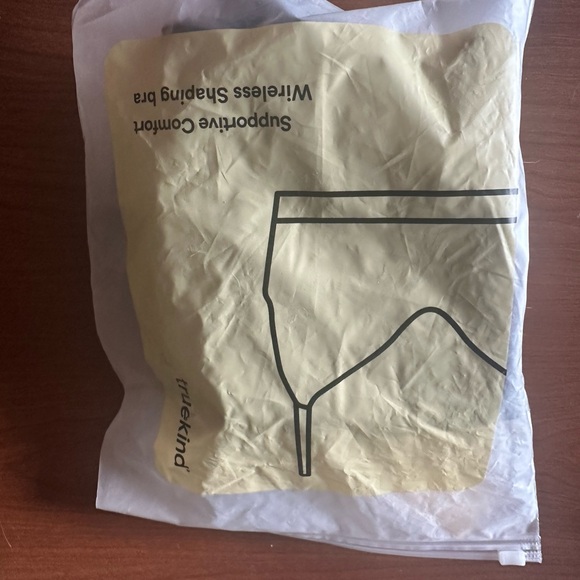 Supportive Comfort
Wireless Shaping bra
truekind